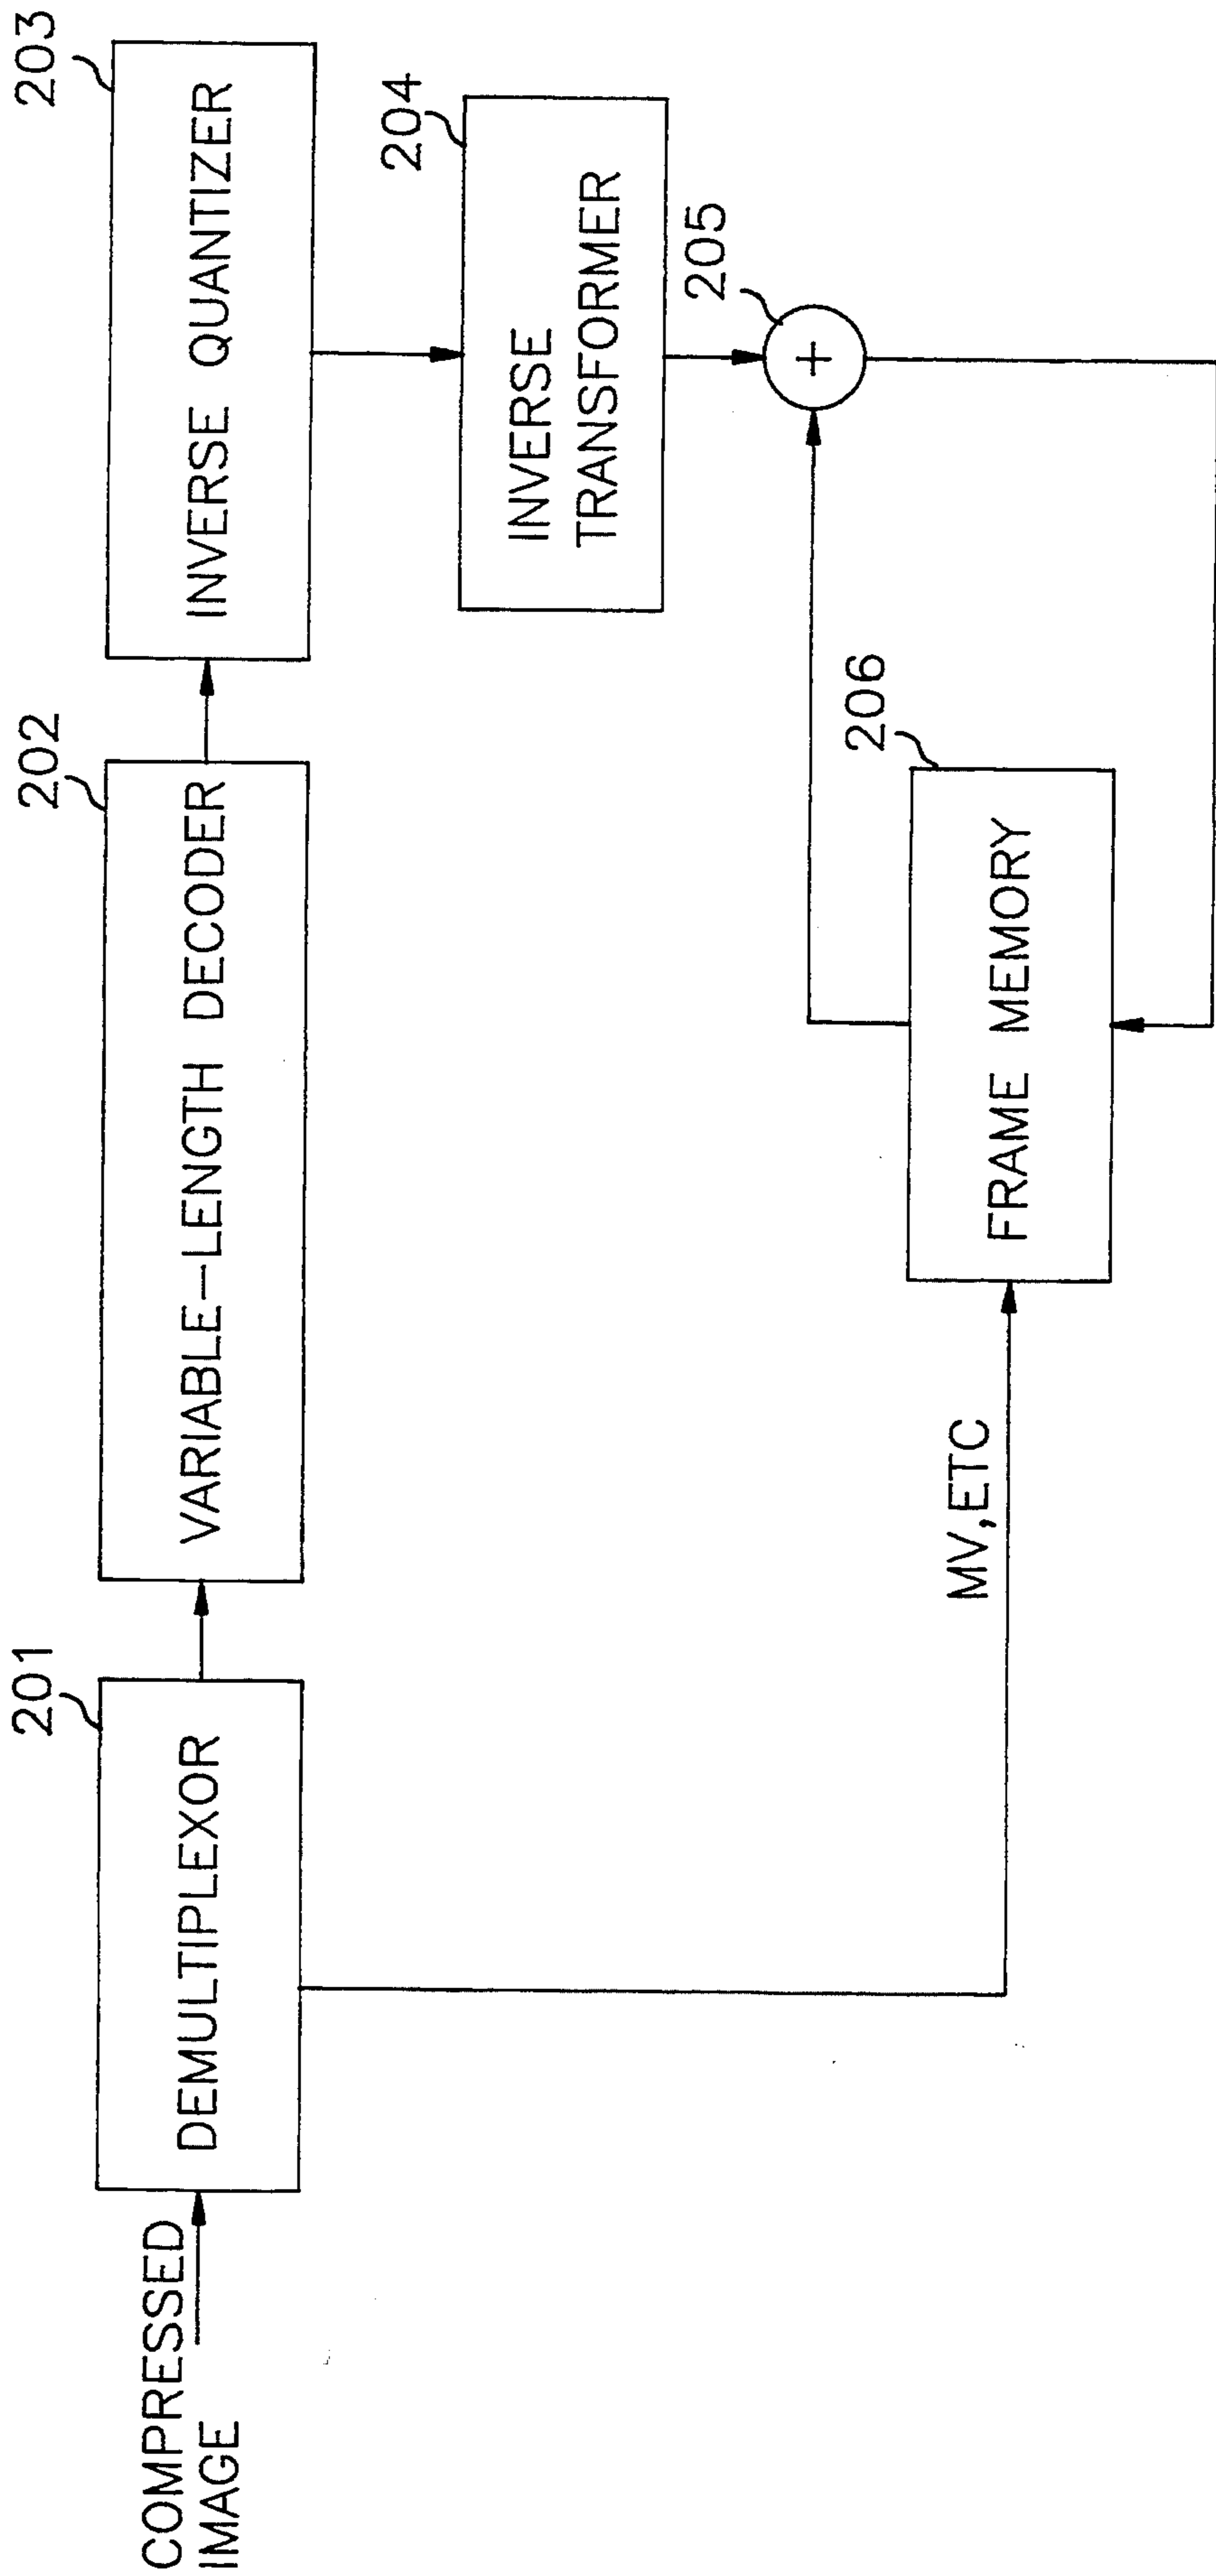 COMPRESSED
IMAGE
201
DEMULTIPLEXOR
202
VARIABLE-LENGTH DECODER
203
INVERSE QUANTIZER
204
INVERSE
TRANSFORMER
205
+
206
FRAME MEMORY
MV,ETC